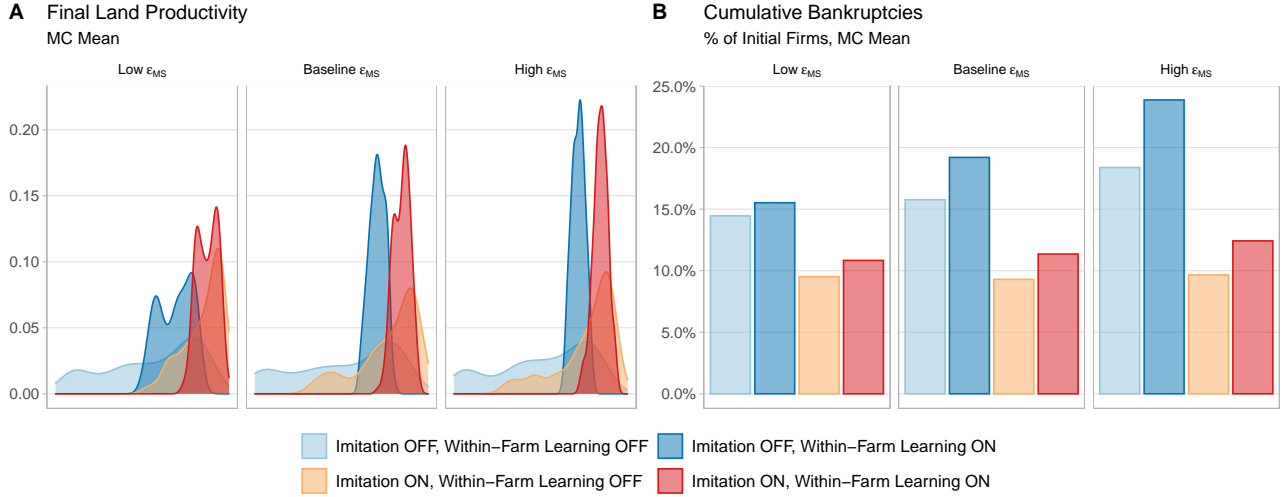 A Final Land Productivity
MC Mean
Low εMS
Baseline εMS
High εMS
0.20
0.15
0.10
0.05
0.00
B Cumulative Bankruptcies
% of Initial Firms, MC Mean
Low εMS
Baseline εMS
High εMS
25.0%
20.0%
15.0%
10.0%
5.0%
0.0%
Imitation OFF, Within−Farm Learning OFF
Imitation OFF, Within−Farm Learning ON
Imitation ON, Within−Farm Learning OFF
Imitation ON, Within−Farm Learning ON